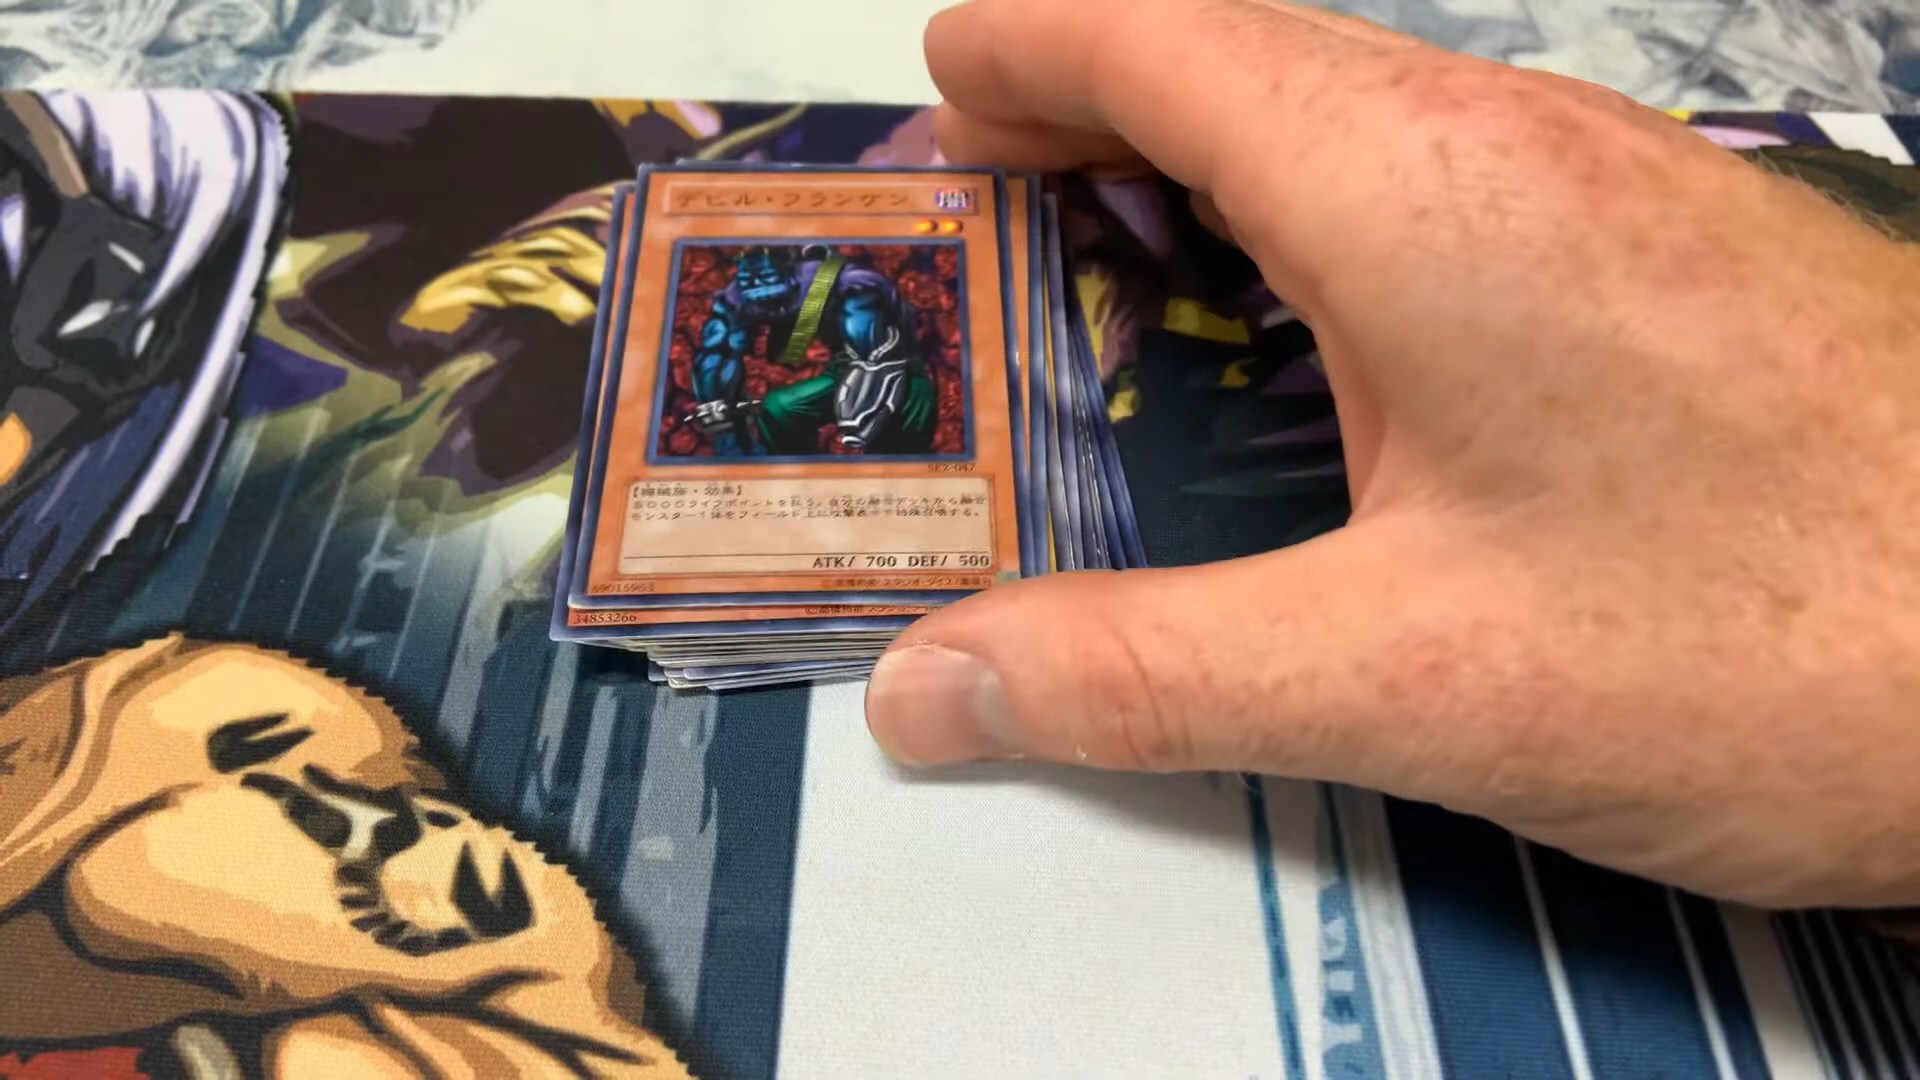 デビル・フランケン
闇
SK2-047
【機械族・効果】
5000ライフポイントを払う。自分の融合デッキから融合
モンスター1体をフィールド上に攻撃表示で特殊召喚する。
ATK/ 700 DEF/ 500
34853266